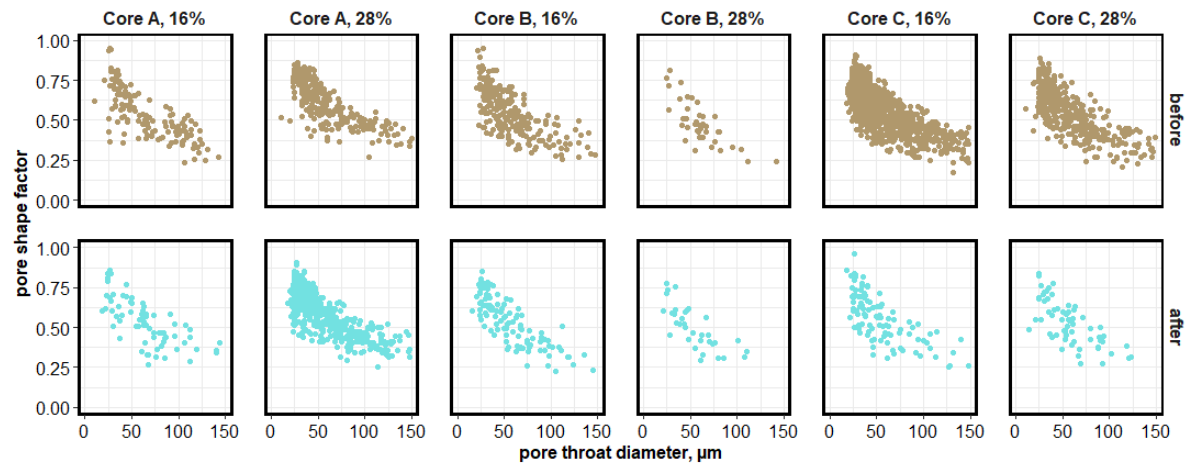 Core A, 16% Core A, 28% Core B, 16% Core B, 28% Core C, 16% Core C, 28%
pore shape factor
1.00
0.75
0.50
0.25
0.00
before
1.00
0.75
0.50
0.25
0.00
after
0 50 100 150 0 50 100 150 0 50 100 150 0 50 100 150 0 50 100 150 0 50 100 150
pore throat diameter, μm